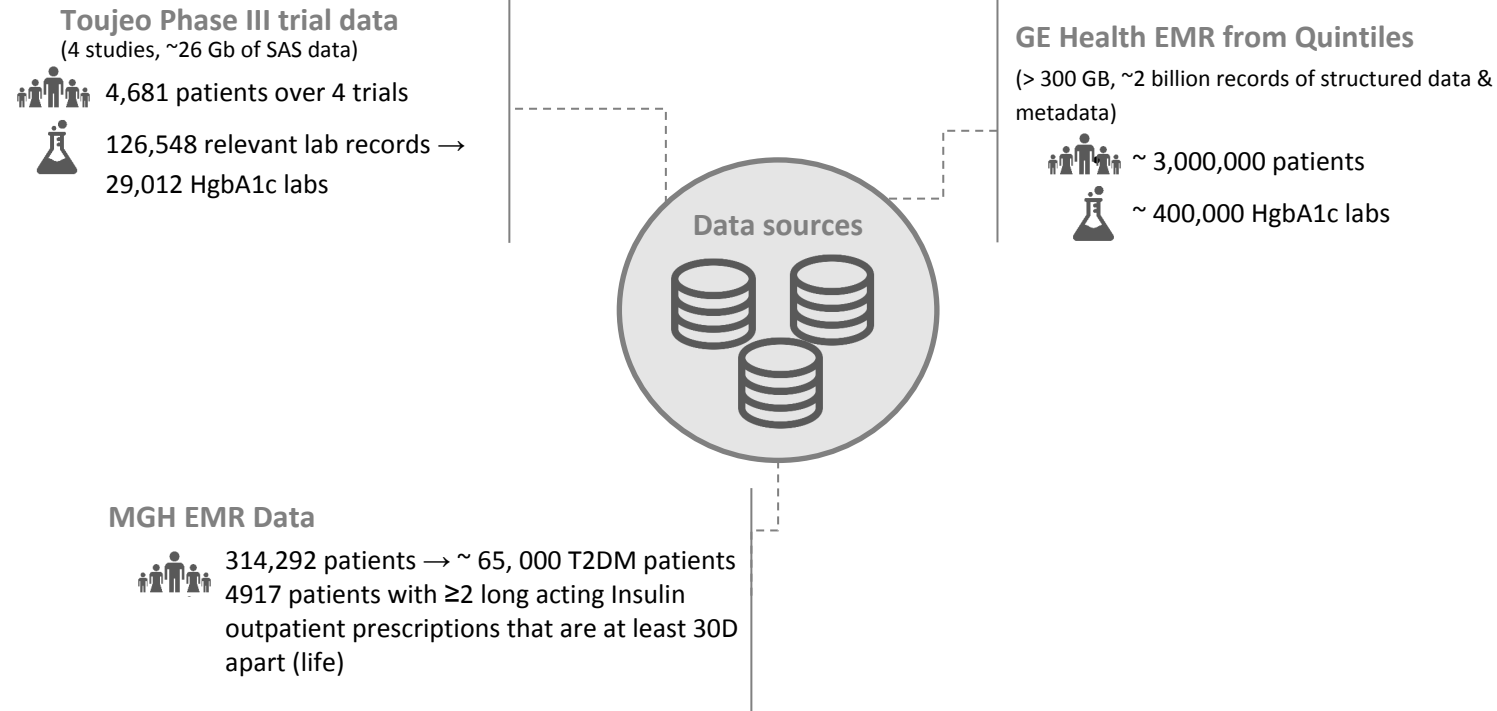 Toujeo Phase III trial data
(4 studies, ~26 Gb of SAS data)
4,681 patients over 4 trials
126,548 relevant lab records →
29,012 HgbA1c labs
GE Health EMR from Quintiles
(> 300 GB, ~2 billion records of structured data &
metadata)
~ 3,000,000 patients
~ 400,000 HgbA1c labs
Data sources
MGH EMR Data
314,292 patients → ~ 65, 000 T2DM patients
4917 patients with ≥2 long acting Insulin
outpatient prescriptions that are at least 30D
apart (life)